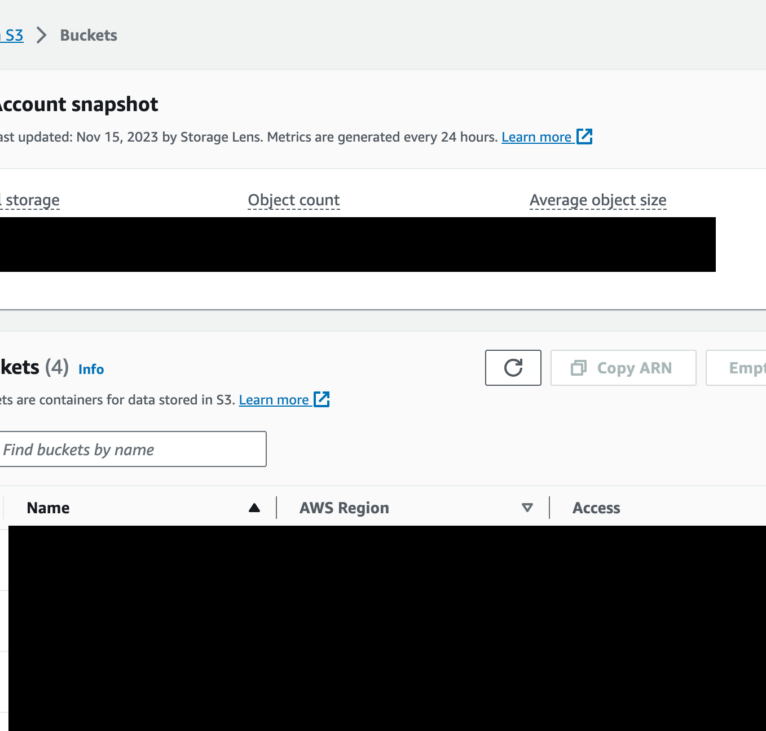 S3 > Buckets
Account snapshot
ast updated: Nov 15, 2023 by Storage Lens. Metrics are generated every 24 hours. Learn more
storage Object count Average object size
kets (4) Info Copy ARN Empt
ets are containers for data stored in S3. Learn more
Find buckets by name
Name AWS Region Access